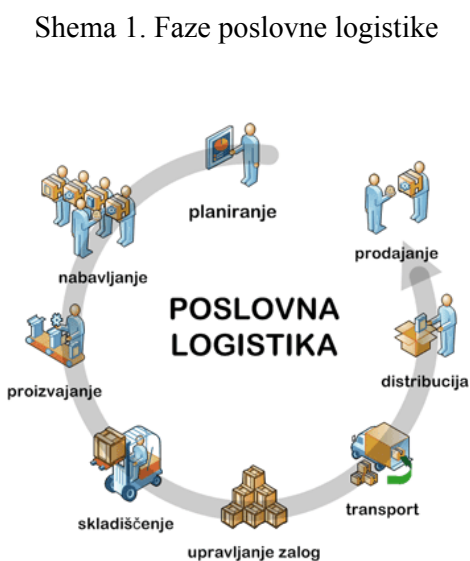 Shema 1. Faze poslovne logistike
planiranje
nabavljanje
proizvajanje
skladiščenje
upravljanje zalog
transport
distribucija
prodajanje
POSLOVNA
LOGISTIKA